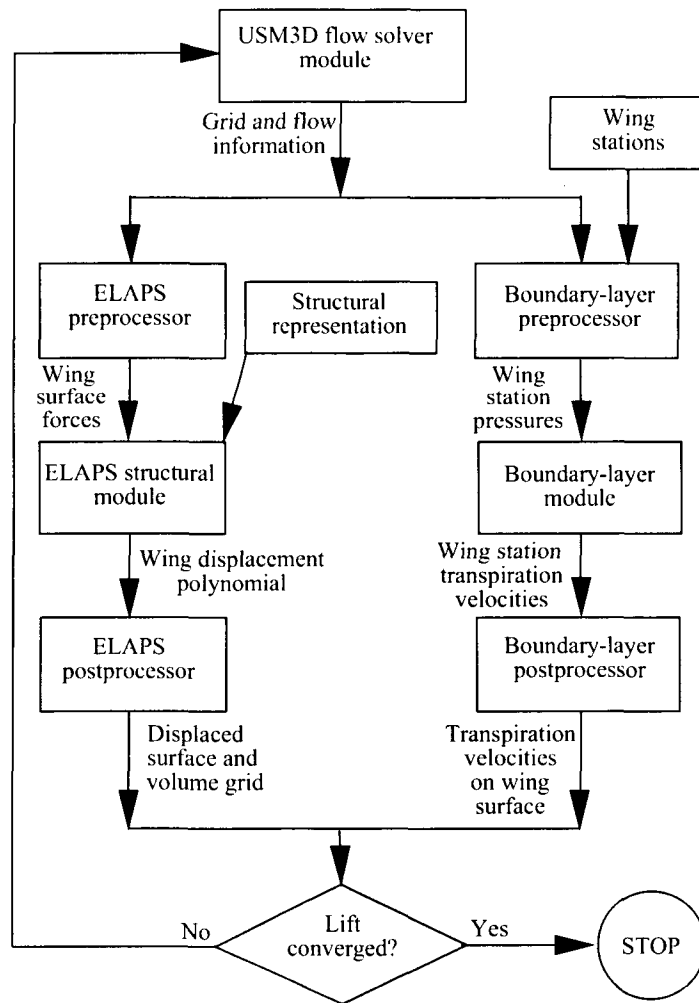 USM3D flow solver
module
Grid and flow
information
Wing
stations
ELAPS
preprocessor
Structural
representation
Boundary-layer
preprocessor
Wing
surface
forces
Wing
station
pressures
ELAPS structural
module
Boundary-layer
module
Wing displacement
polynomial
Wing station
transpiration
velocities
ELAPS
postprocessor
Boundary-layer
postprocessor
Displaced
surface and
volume grid
Transpiration
velocities
on wing
surface
No
Lift
converged?
Yes
STOP